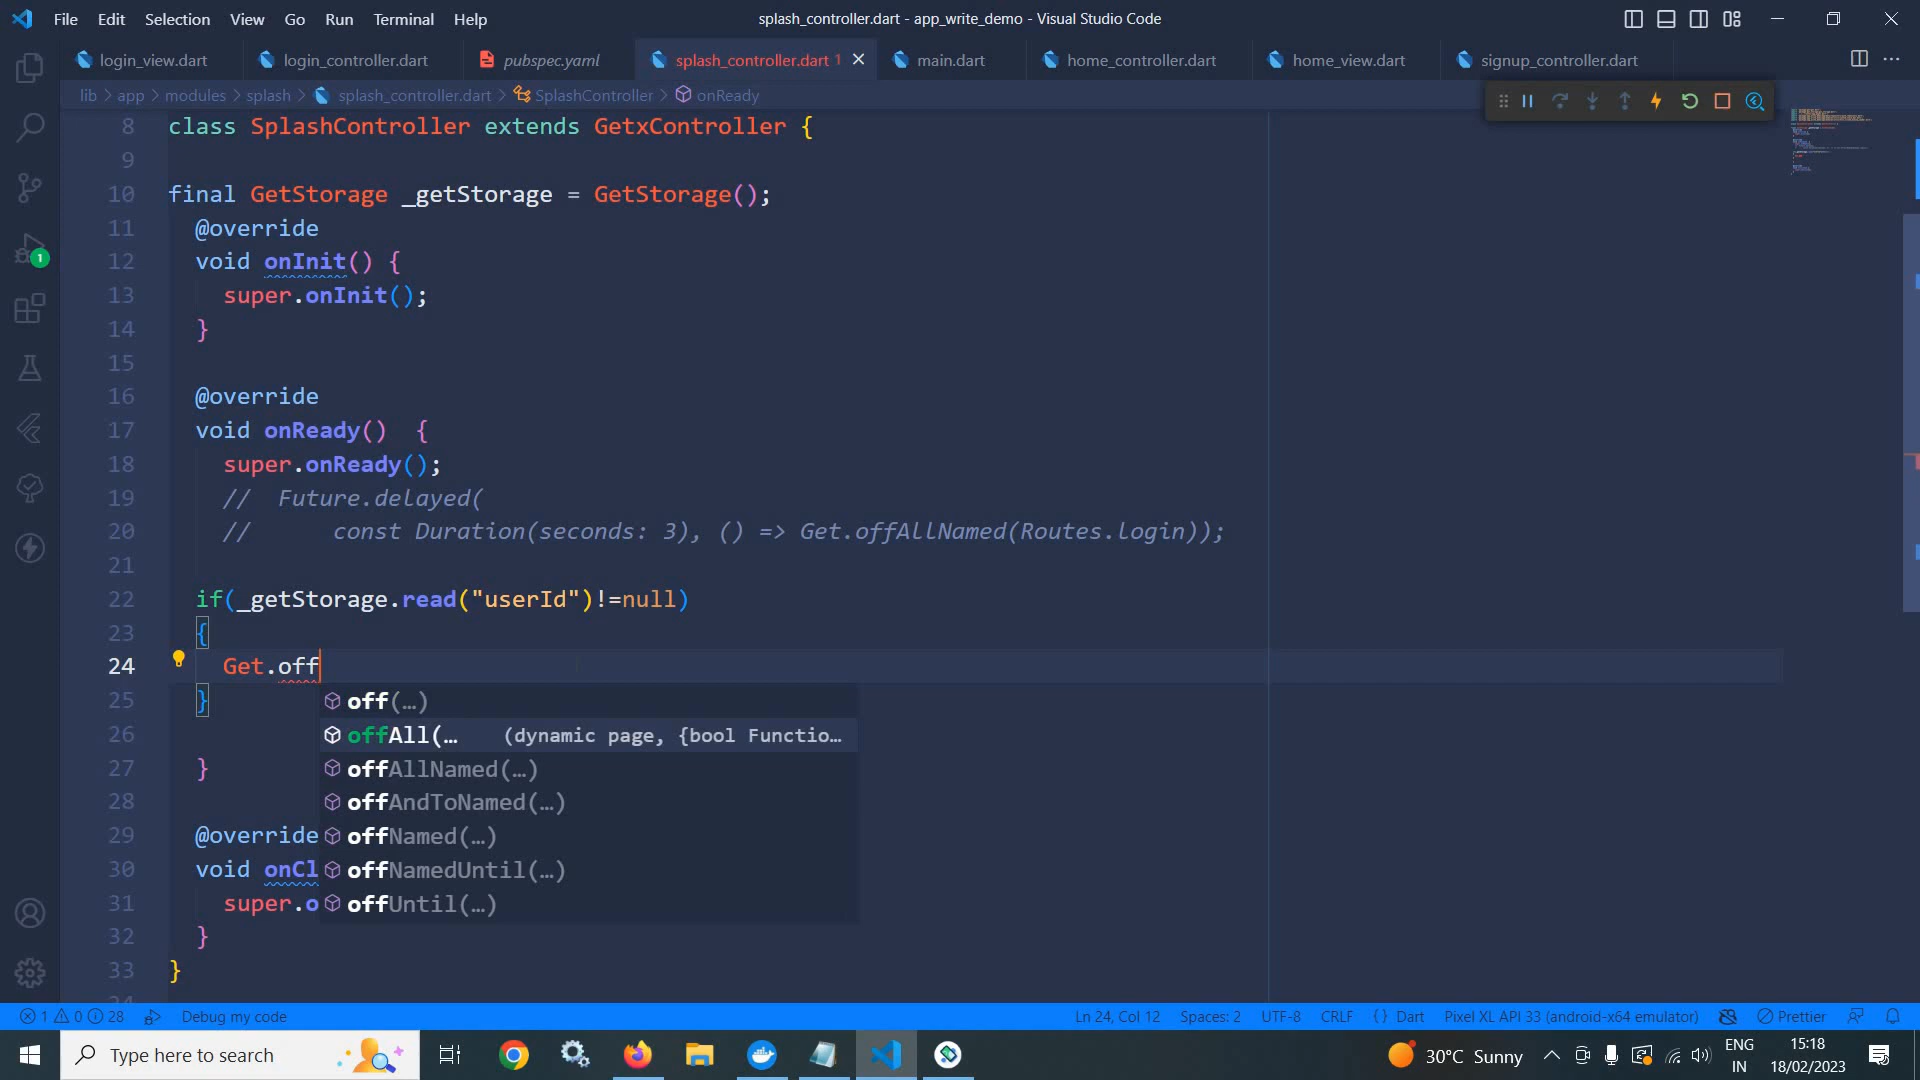 File Edit Selection View Go Run Terminal Help
splash_controller.dart - app_write_demo - Visual Studio Code
login_view.dart login_controller.dart pubspec.yaml splash_controller.dart 1 main.dart home_controller.dart home_view.dart signup_controller.dart
lib > app > modules > splash > splash_controller.dart > SplashController > onReady
8 class SplashController extends GetxController {
9
10 final GetStorage _getStorage = GetStorage();
11 @override
12 void onInit() {
13 super.onInit();
14 }
15
16 @override
17 void onReady()  {
18 super.onReady();
19 //  Future.delayed(
20 //      const Duration(seconds: 3), () => Get.offAllNamed(Routes.login));
21
22 if(_getStorage.read("userId")!=null)
23 {
24 Get.off
25 }
off(…)
26
offAll(… (dynamic page, {bool Functio…
27 }
offAllNamed(…)
28
offAndToNamed(…)
29 @override
offNamed(…)
30 void onCl
offNamedUntil(…)
31 super.o
offUntil(…)
32 }
33 }
1 0 28 Debug my code
Ln 24, Col 12 Spaces: 2 UTF-8 CRLF {} Dart Pixel XL API 33 (android-x64 emulator) Prettier
1
Type here to search
30°C Sunny
ENG
IN
15:18
18/02/2023